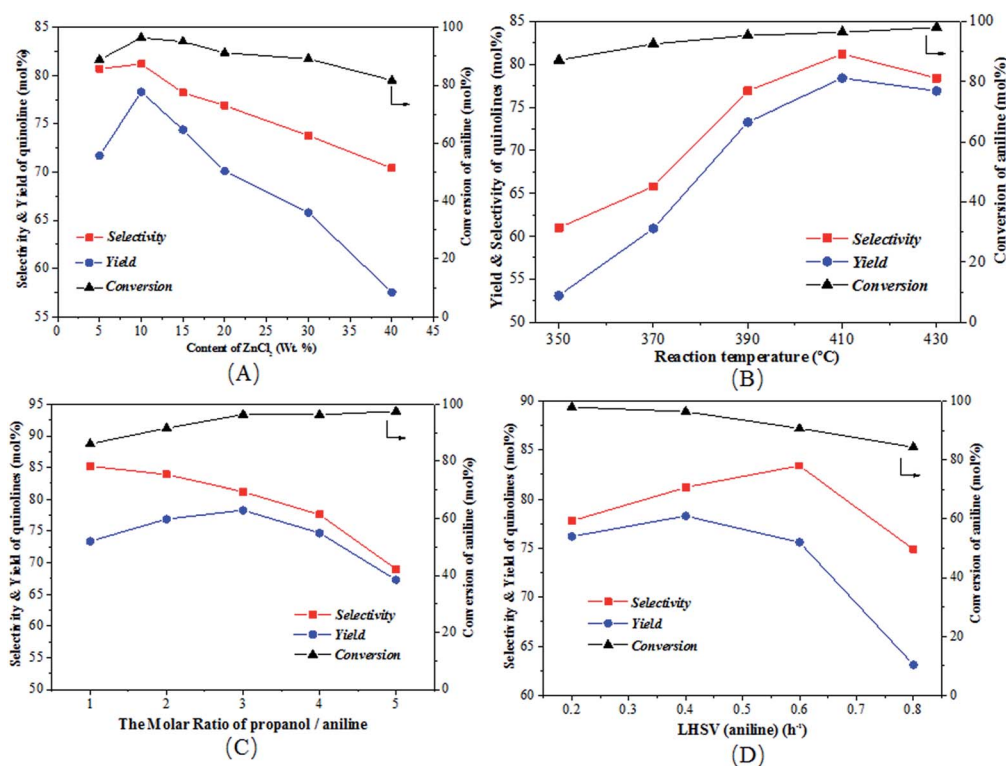 85
80
75
70
65
60
55
Selectivity & Yield of quinoline (mol%)
100
80
60
40
20
0
Conversion of aniline (mol%)
Selectivity
Yield
Conversion
0 5 10 15 20 25 30 35 40 45
Content of ZnCl2 (Wt. %)
(A)
85
80
75
70
65
60
55
50
Yield & Selectivity of quinolines (mol%)
100
80
60
40
20
0
Conversion of aniline (mol%)
Selectivity
Yield
Conversion
350 370 390 410 430
Reaction temperature (°C)
(B)
95
90
85
80
75
70
65
60
55
50
Selectivity & Yield of quinolines (mol%)
100
80
60
40
20
0
Conversion of aniline (mol%)
Selectivity
Yield
Conversion
1 2 3 4 5
The Molar Ratio of propanol / aniline
(C)
90
85
80
75
70
65
60
Selectivity & Yield of quinolines (mol%)
100
80
60
40
20
0
Conversion of aniline (mol%)
Selectivity
Yield
Conversion
0.2 0.3 0.4 0.5 0.6 0.7 0.8
LHSV (aniline) (h⁻¹)
(D)